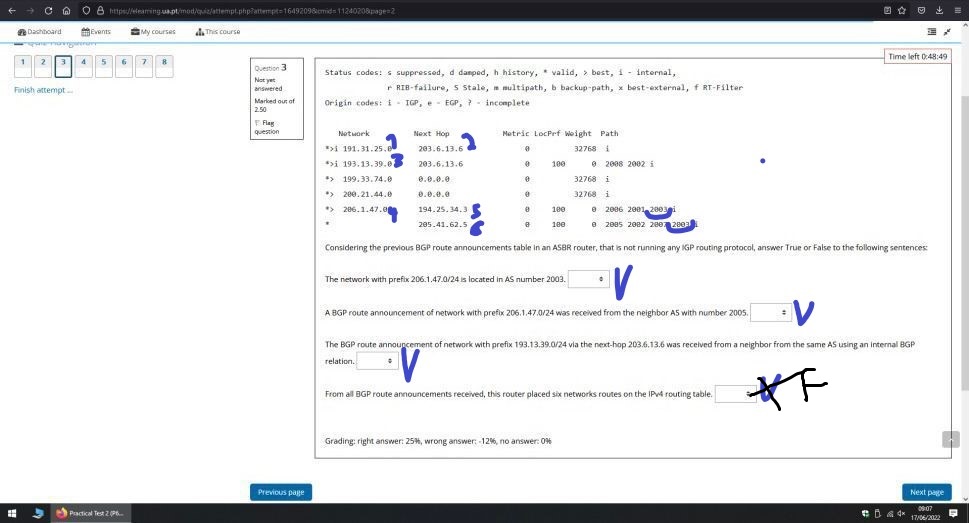 https://elearning.ua.pt/mod/quiz/attempt.php?attempt=1649209&cmid=1124020&page=2
Dashboard Events My courses This course
Quiz navigation
1 2 3 4 5 6 7 8
Finish attempt ...
Time left 0:48:49
Question 3
Not yet answered
Marked out of 2.50
Flag question
Status codes: s suppressed, d damped, h history, * valid, > best, i - internal,
r RIB-failure, S Stale, m multipath, b backup-path, x best-external, f RT-Filter
Origin codes: i - IGP, e - EGP, ? - incomplete
Network Next Hop Metric LocPrf Weight Path
*>i 191.31.25.0 1 203.6.13.6 2 0 32768 i
*>i 193.13.39.0 3 203.6.13.6 0 100 0 2008 2002 i
*> 199.33.74.0 0.0.0.0 0 32768 i
*> 200.21.44.0 0.0.0.0 0 32768 i
*> 206.1.47.0 4 194.25.34.3 5 0 100 0 2006 2001 2003 i
* 205.41.62.5 6 0 100 0 2005 2002 2007 2003 i
Considering the previous BGP route announcements table in an ASBR router, that is not running any IGP routing protocol, answer True or False to the following sentences:
The network with prefix 206.1.47.0/24 is located in AS number 2003. V
A BGP route announcement of network with prefix 206.1.47.0/24 was received from the neighbor AS with number 2005. V
The BGP route announcement of network with prefix 193.13.39.0/24 via the next-hop 203.6.13.6 was received from a neighbor from the same AS using an internal BGP
relation. V
From all BGP route announcements received, this router placed six networks routes on the IPv4 routing table. V F
Grading: right answer: 25%, wrong answer: -12%, no answer: 0%
Previous page Next page
Practical Test 2 (P6...
09:07
17/06/2022